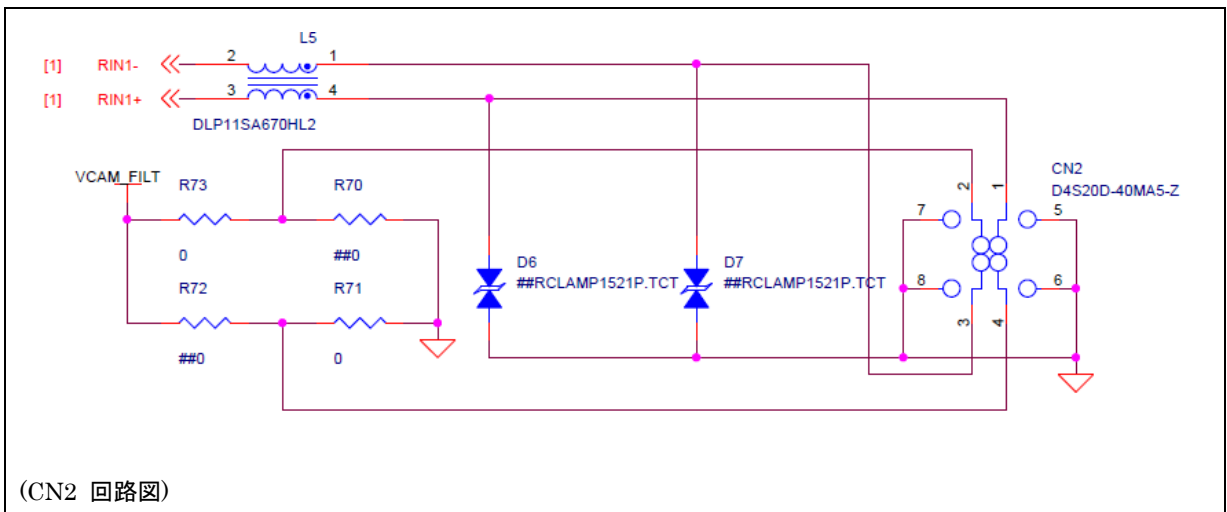 L5
[1] RIN1- 2 1
[1] RIN1+ 3 4
DLP11SA670HL2
VCAM_FILT
R73 R70
0 ##0
R72 R71
##0 0
D6
##RCLAMP1521P.TCT
D7
##RCLAMP1521P.TCT
CN2
D4S20D-40MA5-Z
2 1
7 5
8 6
3 4
(CN2 回路図)